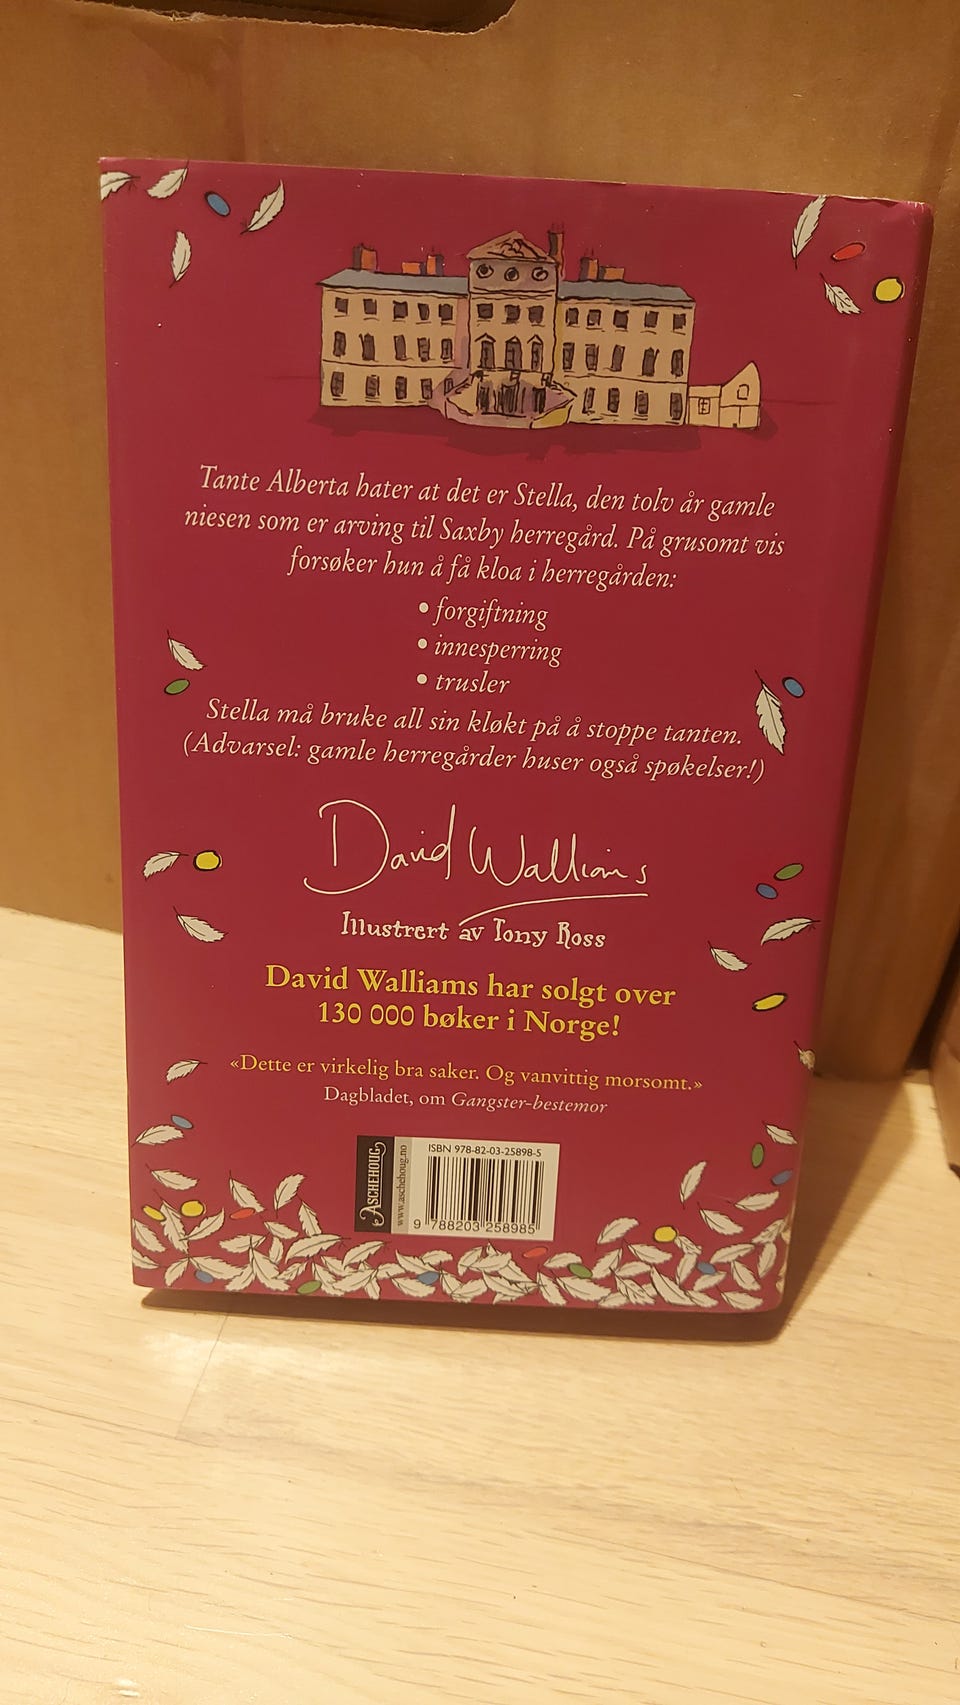 Tante Alberta hater at det er Stella, den tolv år gamle
niesen som er arving til Saxby herregård. På grusomt vis
forsøker hun å få kloa i herregården:
• forgiftning
• innesperring
• trusler
Stella må bruke all sin kløkt på å stoppe tanten.
(Advarsel: gamle herregårder huser også spøkelser!)
David Walliams
Illustrert av Tony Ross
David Walliams har solgt over
130 000 bøker i Norge!
«Dette er virkelig bra saker. Og vanvittig morsomt.»
Dagbladet, om Gangster-bestemor
ASCHEHOUG
www.aschehoug.no
ISBN 978-82-03-25898-5
9 788203 258985